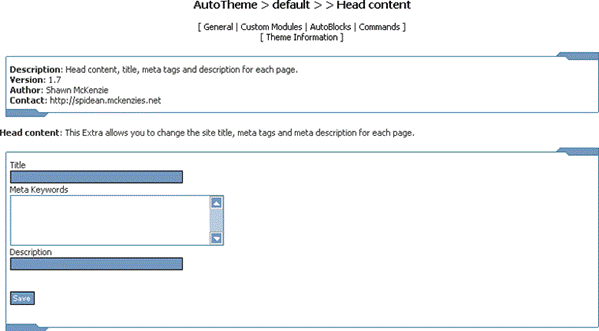 AutoTheme > default > > Head content
[ General | Custom Modules | AutoBlocks | Commands ]
[ Theme Information ]
Description: Head content, title, meta tags and description for each page.
Version: 1.7
Author: Shawn McKenzie
Contact: http://spidean.mckenzies.net
Head content: This Extra allows you to change the site title, meta tags and meta description for each page.
Title
Meta Keywords
Description
Save